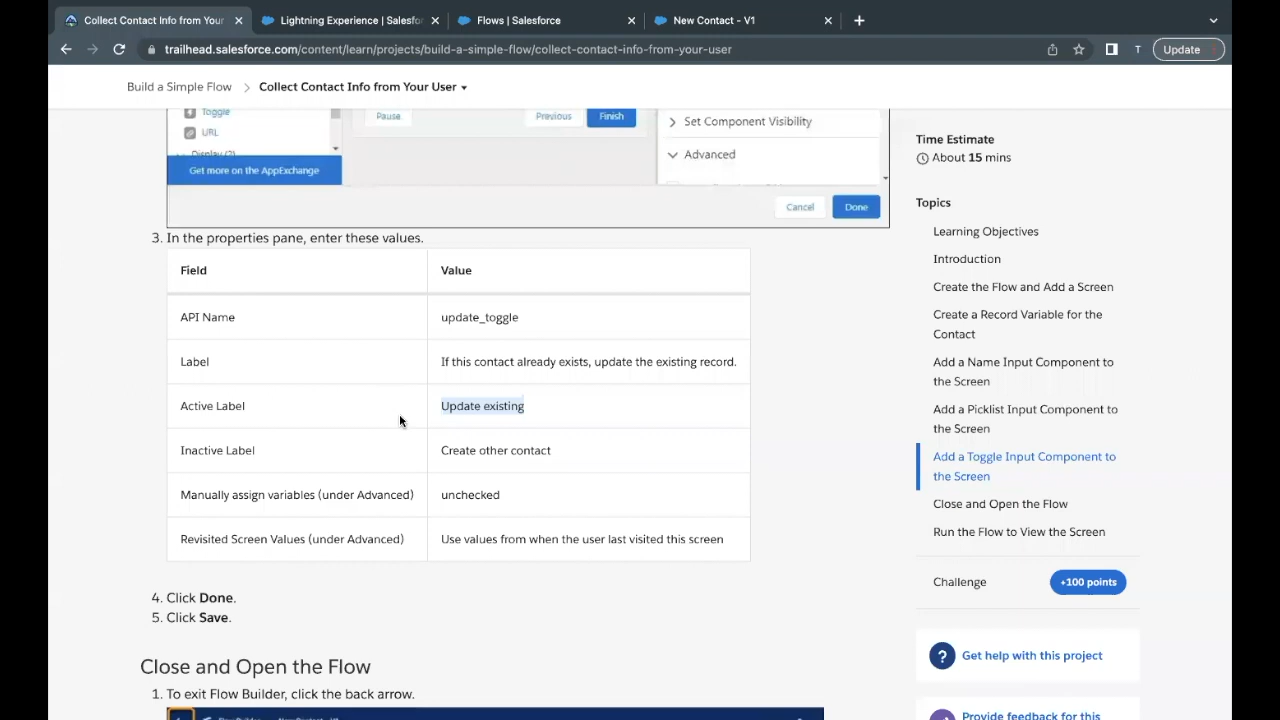 Collect Contact Info from Your
Lightning Experience | Salesfor
Flows | Salesforce
New Contact - V1
trailhead.salesforce.com/content/learn/projects/build-a-simple-flow/collect-contact-info-from-your-user
T
Update
Build a Simple Flow
Collect Contact Info from Your User
Toggle
URL
Display (2)
Get more on the AppExchange
Pause
Previous
Finish
Set Component Visibility
Advanced
Cancel
Done
3. In the properties pane, enter these values.
Field Value
API Name update_toggle
Label If this contact already exists, update the existing record.
Active Label Update existing
Inactive Label Create other contact
Manually assign variables (under Advanced) unchecked
Revisited Screen Values (under Advanced) Use values from when the user last visited this screen
4. Click Done.
5. Click Save.
Close and Open the Flow
1. To exit Flow Builder, click the back arrow.
Time Estimate
About 15 mins
Topics
Learning Objectives
Introduction
Create the Flow and Add a Screen
Create a Record Variable for the
Contact
Add a Name Input Component to
the Screen
Add a Picklist Input Component to
the Screen
Add a Toggle Input Component to
the Screen
Close and Open the Flow
Run the Flow to View the Screen
Challenge
+100 points
?
Get help with this project
Provide feedback for this